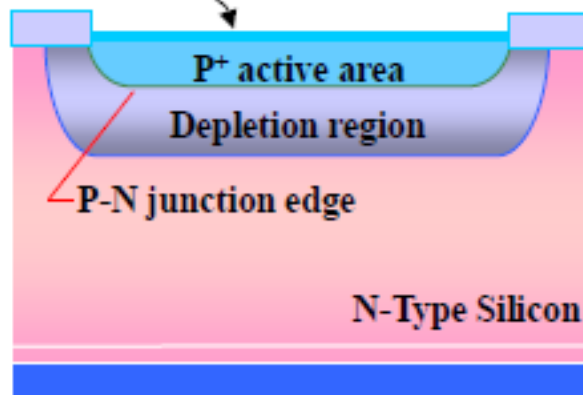 P⁺ active area
Depletion region
P-N junction edge
N-Type Silicon